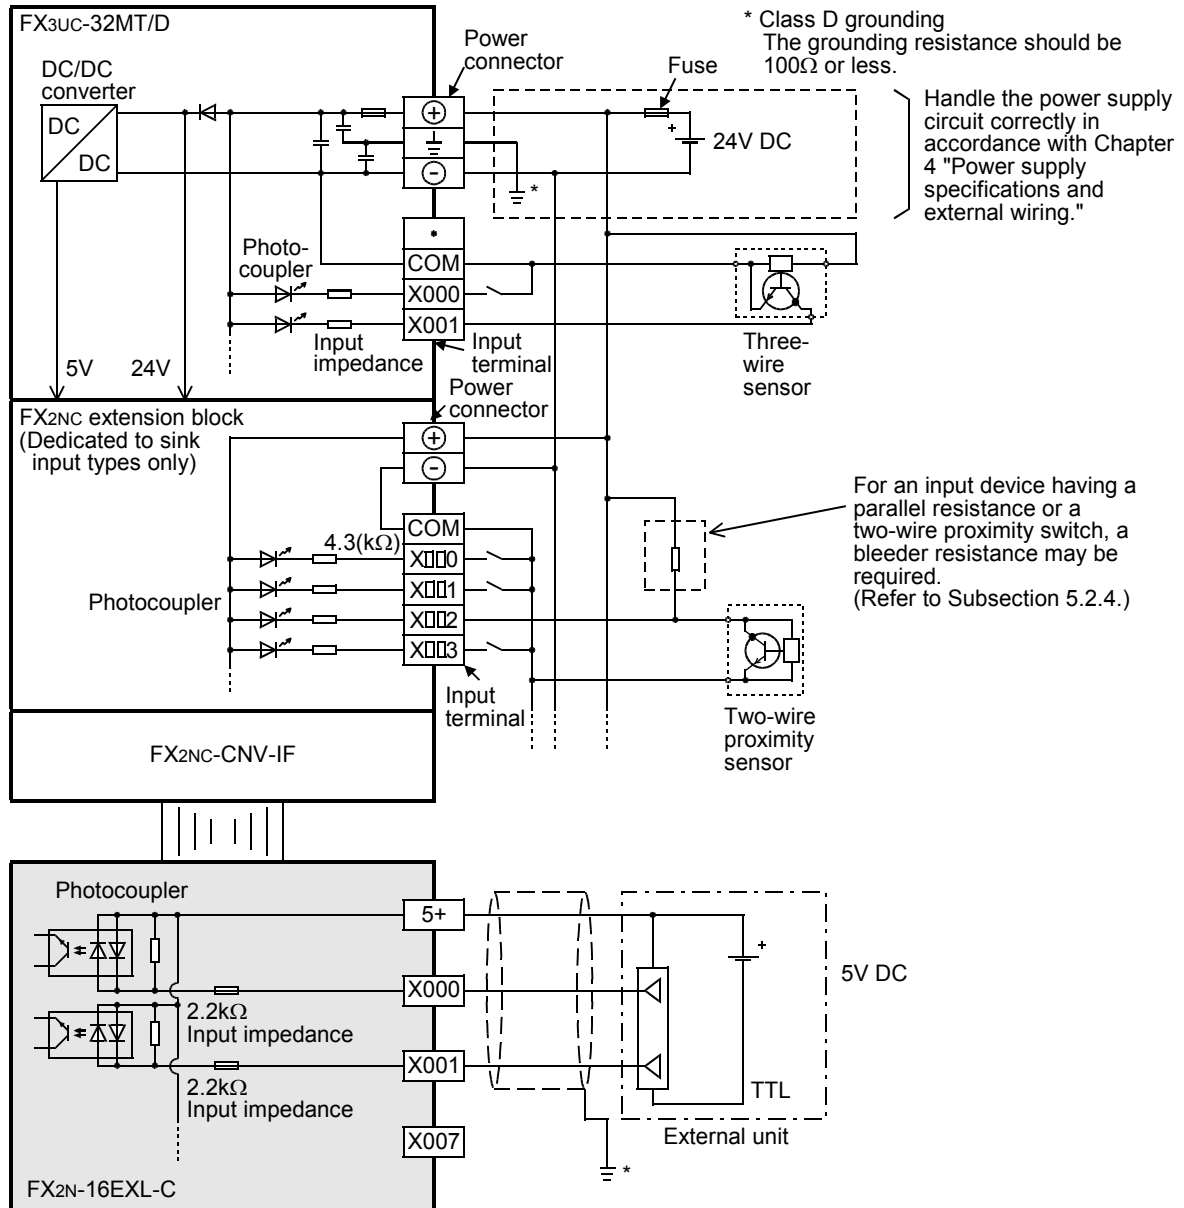 FX3UC-32MT/D
* Class D grounding
The grounding resistance should be
100Ω or less.
Power
connector
Fuse
DC/DC
converter
DC
DC
+
24V DC
*
Handle the power supply
circuit correctly in
accordance with Chapter
4 "Power supply
specifications and
external wiring."
Photo-
coupler
COM
X000
X001
Input
impedance
Input
terminal
Three-
wire
sensor
5V
24V
Power
connector
FX2NC extension block
(Dedicated to sink
input types only)
COM
4.3(kΩ)
X□□0
X□□1
X□□2
X□□3
Photocoupler
For an input device having a
parallel resistance or a
two-wire proximity switch, a
bleeder resistance may be
required.
(Refer to Subsection 5.2.4.)
Input
terminal
Two-wire
proximity
sensor
FX2NC-CNV-IF
Photocoupler
5+
+
5V DC
X000
2.2kΩ
Input impedance
X001
2.2kΩ
Input impedance
TTL
External unit
X007
*
FX2N-16EXL-C